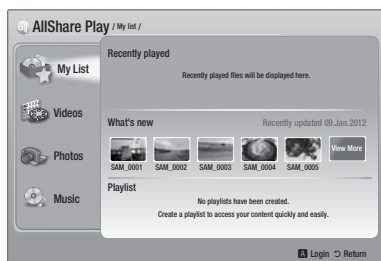 AllShare Play / My list /
My List
Videos
Photos
Music
Recently played
Recently played files will be displayed here.
What's new
Recently updated 09.Jan.2012
SAM_0001 SAM_0002 SAM_0003 SAM_0004 SAM_0005
View More
Playlist
No playlists have been created.
Create a playlist to access your content quickly and easily.
A Login Return